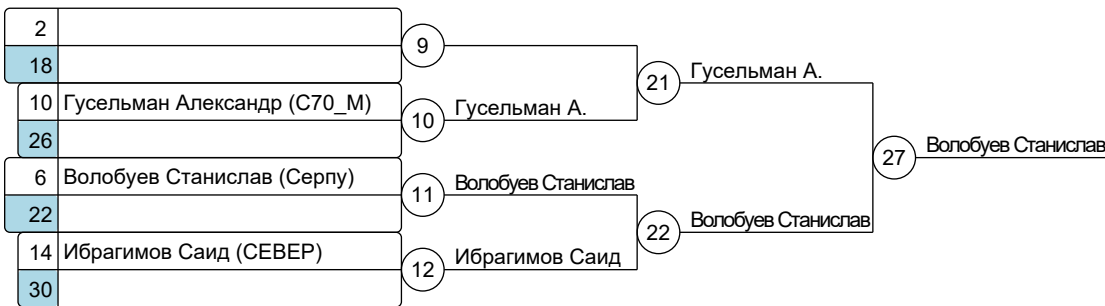 2
18
10 Гусельман Александр (С70_М)
26
6 Волобуев Станислав (Серпу)
22
14 Ибрагимов Саид (СЕВЕР)
30
9
10 Гусельман А.
11 Волобуев Станислав
12 Ибрагимов Саид
21 Гусельман А.
22 Волобуев Станислав
27 Волобуев Станислав